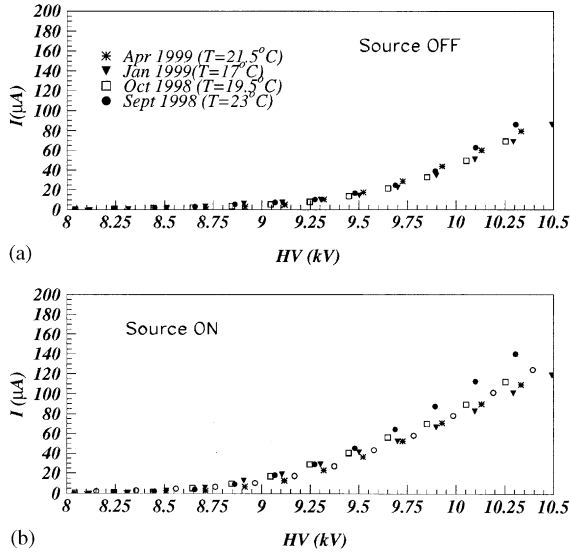 200
180
160
140
120
100
80
60
40
20
0
I(μA)
Source OFF
Apr 1999 (T=21.5°C)
Jan 1999(T=17°C)
Oct 1998 (T=19.5°C)
Sept 1998 (T=23°C)
8 8.25 8.5 8.75 9 9.25 9.5 9.75 10 10.25 10.5
(a)
HV (kV)
200
180
160
140
120
100
80
60
40
20
0
I (μA)
Source ON
8 8.25 8.5 8.75 9 9.25 9.5 9.75 10 10.25 10.5
(b)
HV (kV)